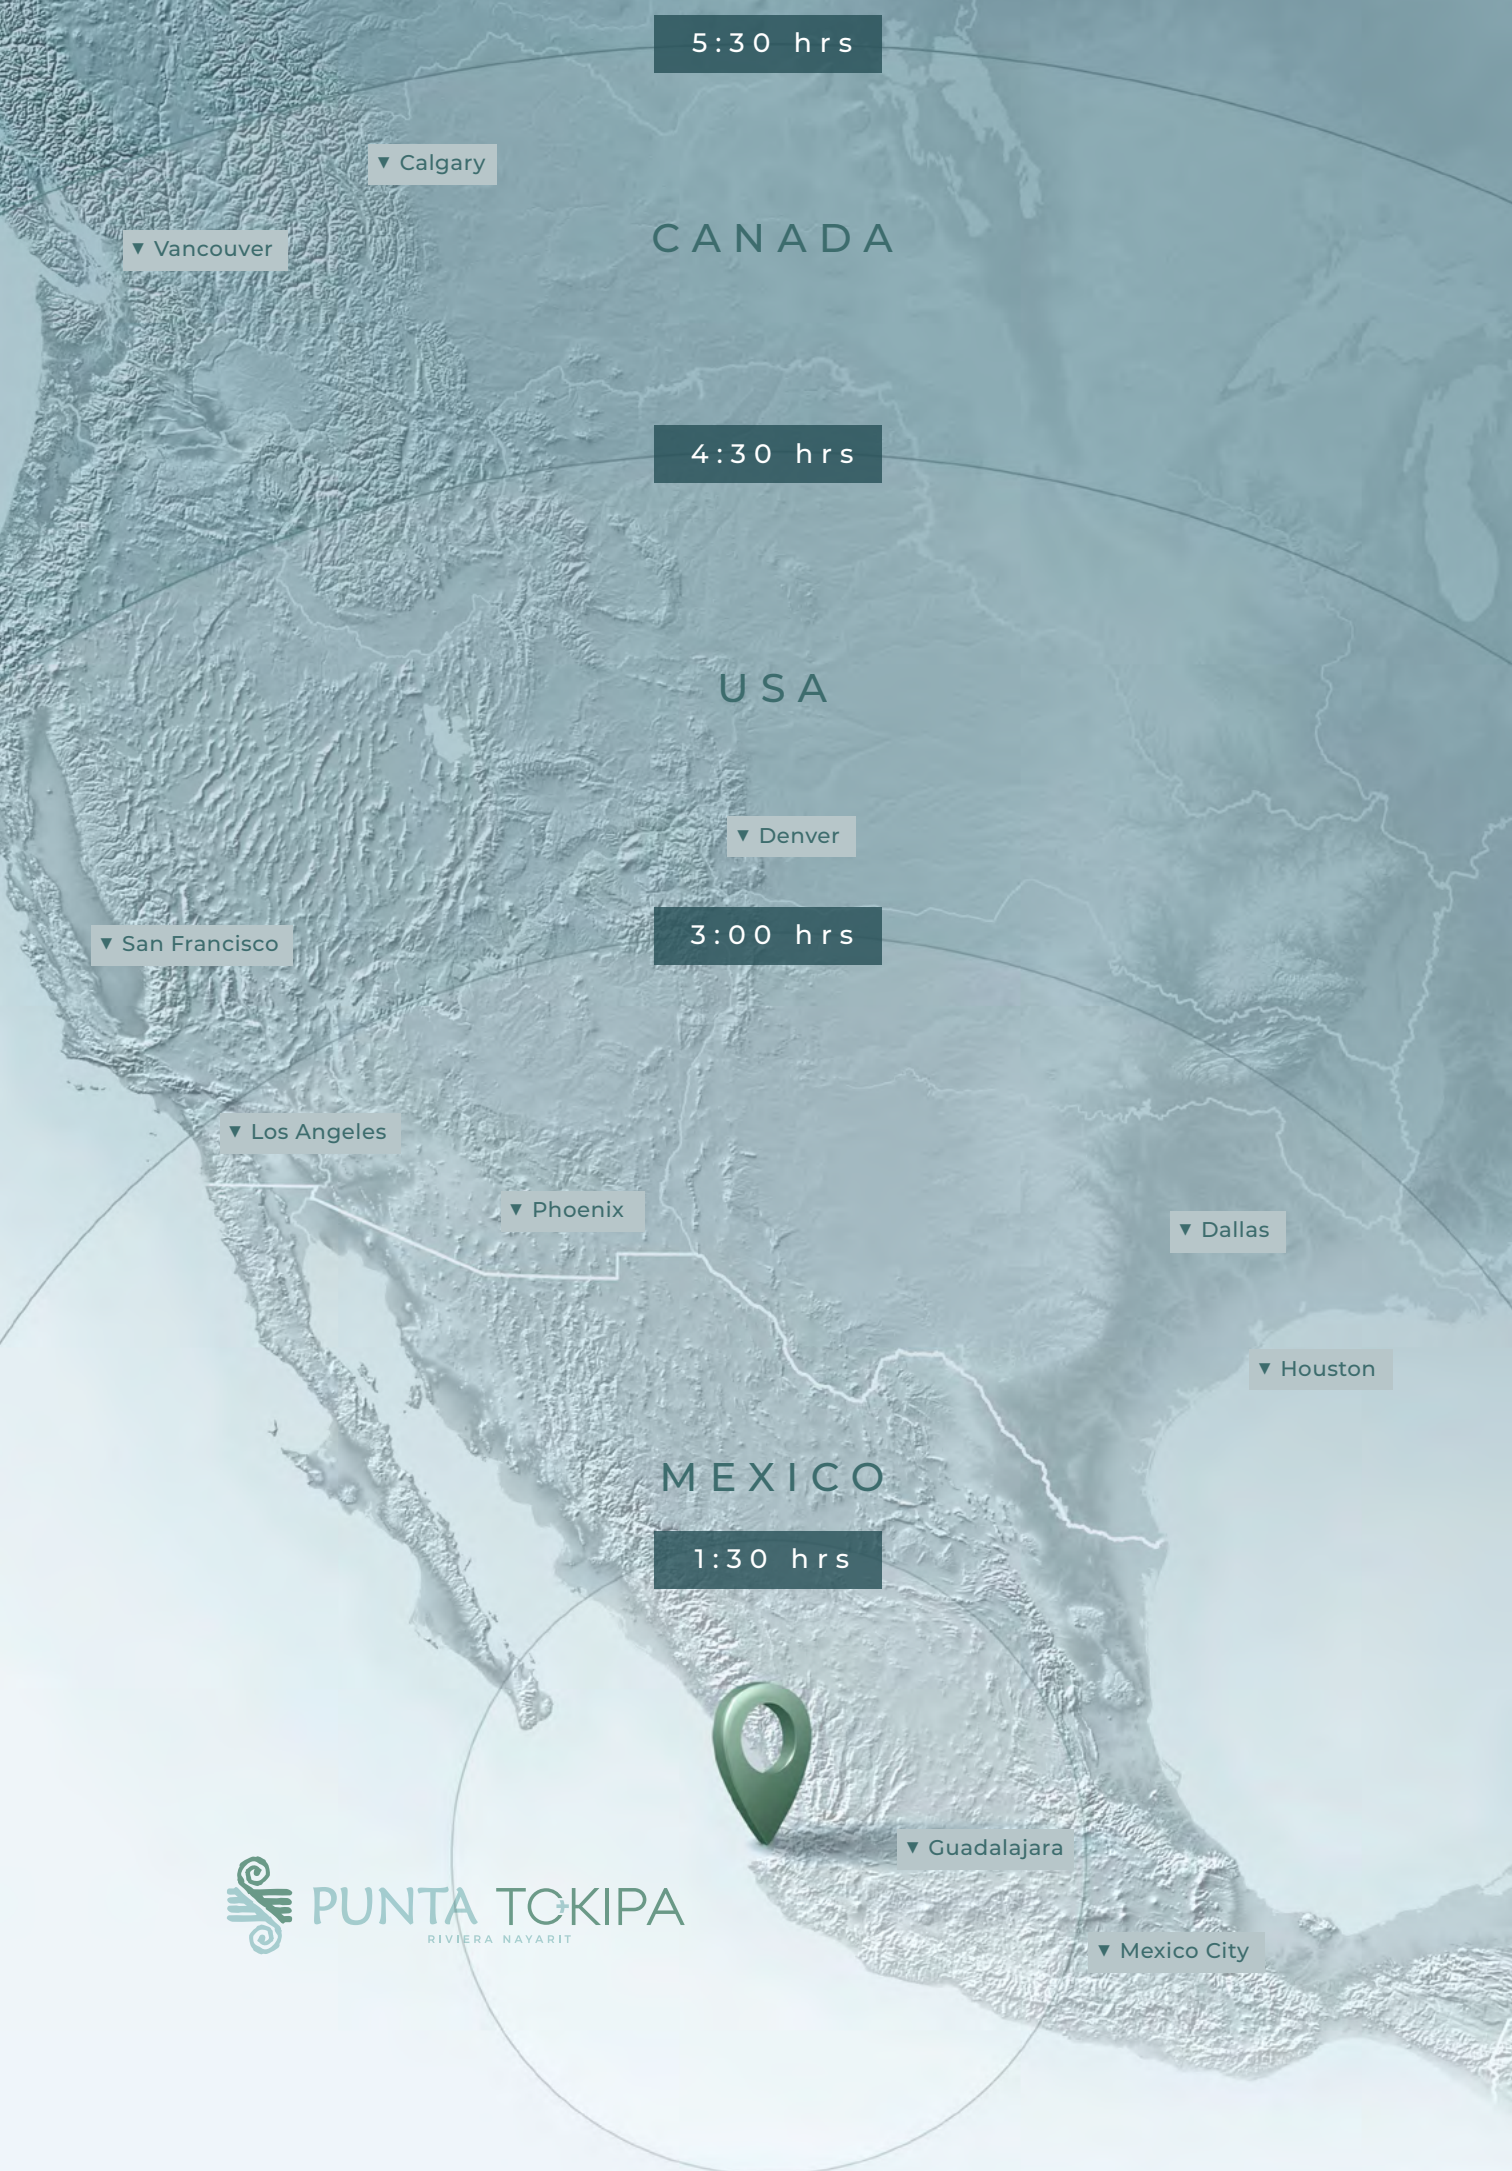 5:30 hrs
▼ Calgary
CANADA
▼ Vancouver
4:30 hrs
USA
▼ Denver
3:00 hrs
▼ San Francisco
▼ Los Angeles
▼ Phoenix
▼ Dallas
▼ Houston
MEXICO
1:30 hrs
▼ Guadalajara
PUNTA TOKIPA
RIVIERA NAYARIT
▼ Mexico City